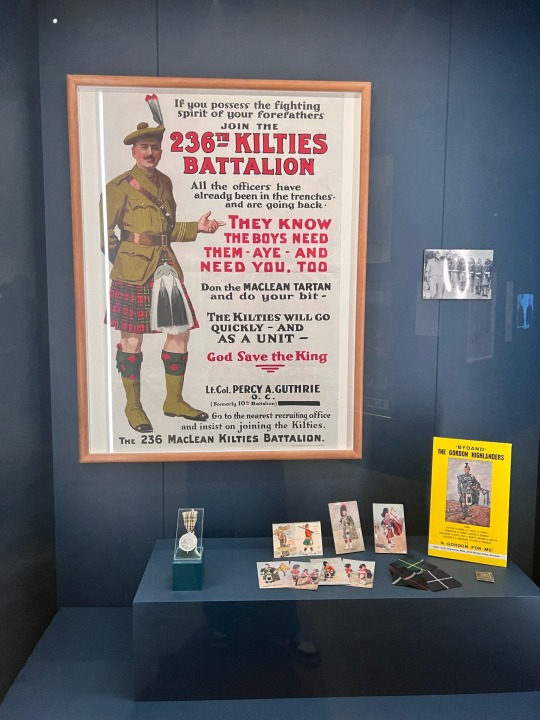 If you possess the fighting
spirit of your forefathers
JOIN THE
236TH KILTIES
BATTALION
All the officers have
already been in the trenches-
and are going back.
THEY KNOW
THE BOYS NEED
THEM - AYE - AND
NEED YOU, TOO
Don the MACLEAN TARTAN
and do your bit -
THE KILTIES WILL GO
QUICKLY - AND
AS A UNIT -
God Save the King
Lt. Col. PERCY A. GUTHRIE
O. C.
(Formerly 10th Battalion)
Go to the nearest recruiting office
and insist on joining the Kilties.
THE 236 MACLEAN KILTIES BATTALION.
'BYDAND'
THE GORDON HIGHLANDERS
'A GORDON FOR ME'